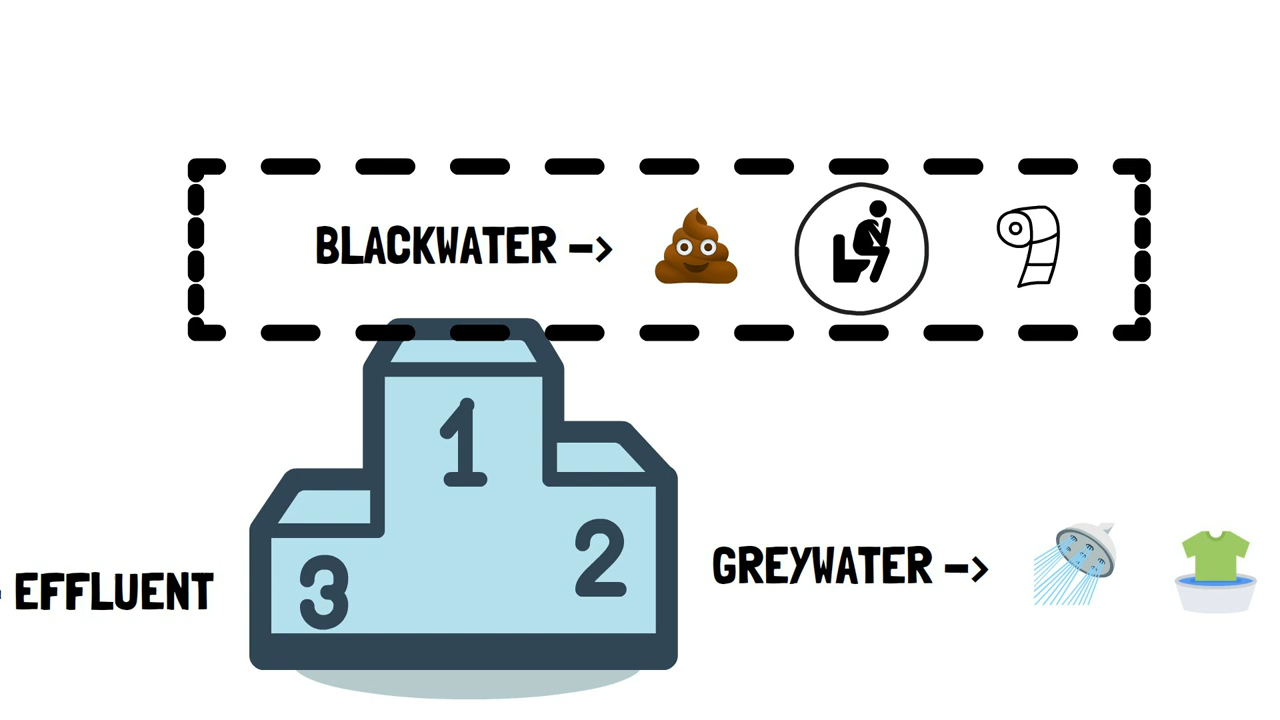 BLACKWATER –>
1
2
3
GREYWATER –>
EFFLUENT